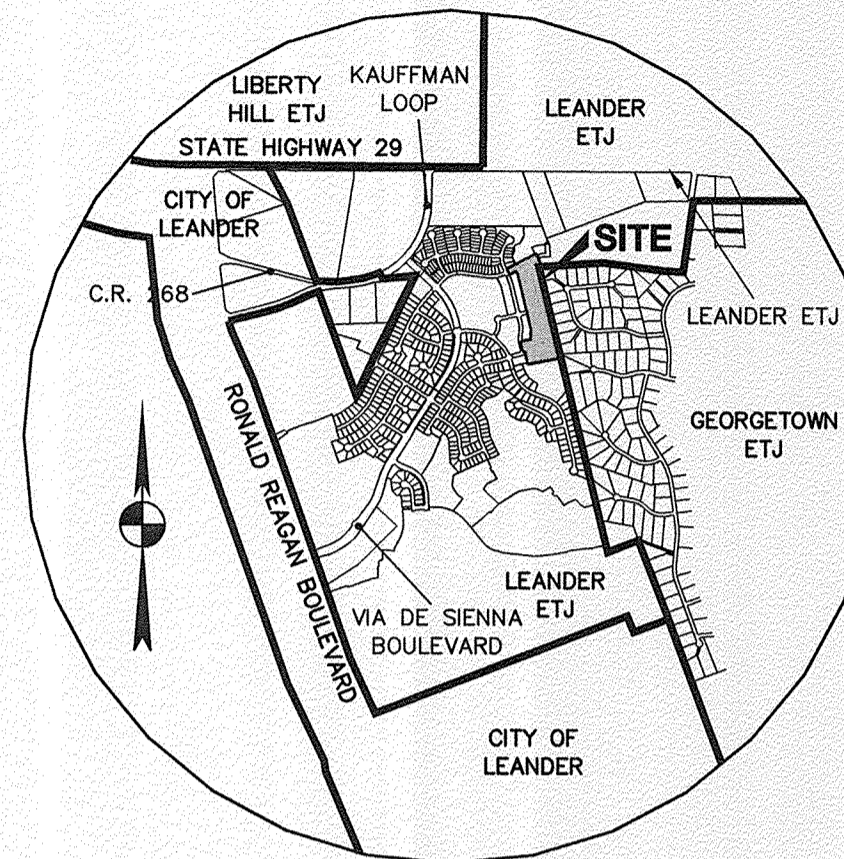 LIBERTY
HILL ETJ
KAUFFMAN
LOOP
LEANDER
ETJ
STATE HIGHWAY 29
CITY OF
LEANDER
SITE
C.R. 268
LEANDER ETJ
RONALD REAGAN BOULEVARD
GEORGETOWN
ETJ
LEANDER
ETJ
VIA DE SIENNA
BOULEVARD
CITY OF
LEANDER